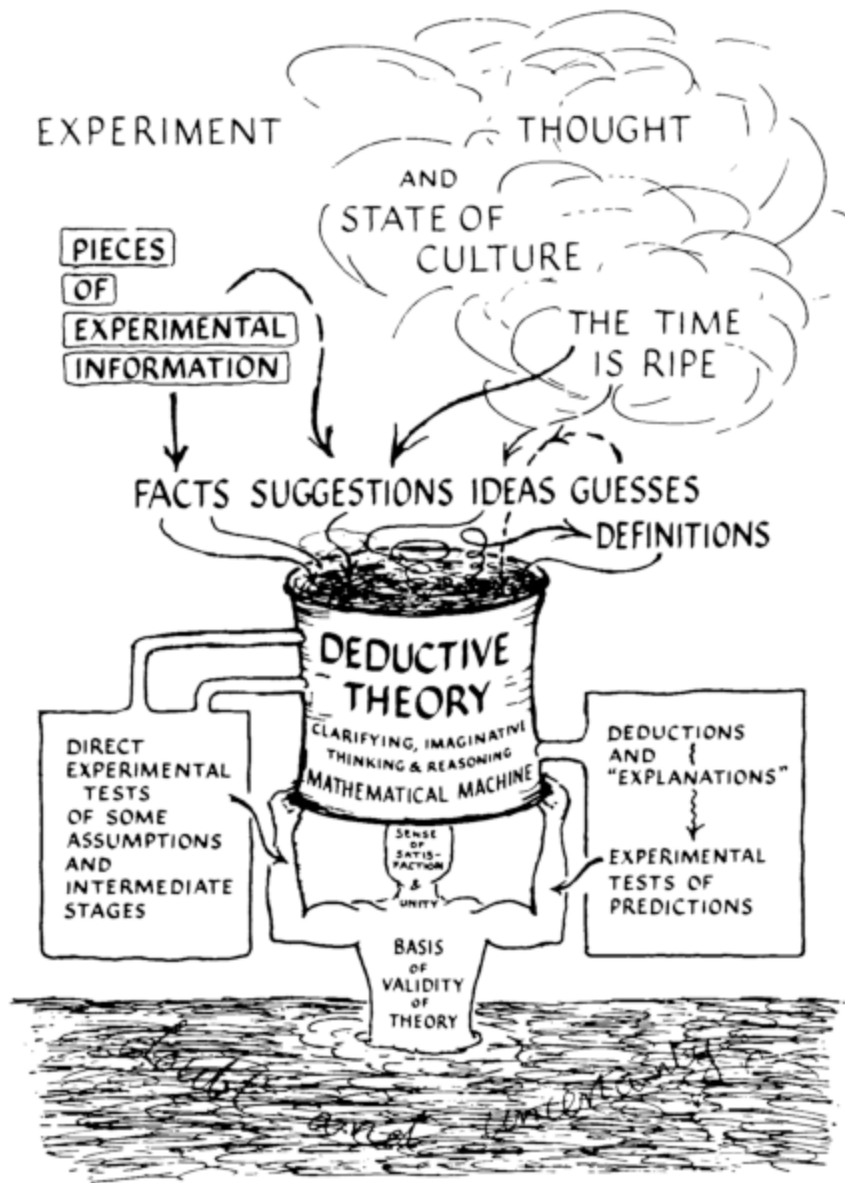 EXPERIMENT
THOUGHT
AND
STATE OF
CULTURE
THE TIME
IS RIPE
PIECES
OF
EXPERIMENTAL
INFORMATION
FACTS SUGGESTIONS IDEAS GUESSES
DEFINITIONS
DEDUCTIVE
THEORY
CLARIFYING, IMAGINATIVE
THINKING & REASONING
MATHEMATICAL MACHINE
DIRECT
EXPERIMENTAL
TESTS
OF SOME
ASSUMPTIONS
AND
INTERMEDIATE
STAGES
DEDUCTIONS
AND
"EXPLANATIONS"
EXPERIMENTAL
TESTS OF
PREDICTIONS
SENSE
OF
SATIS-
FACTION
&
UNITY
BASIS
OF
VALIDITY
OF
THEORY
Doubt and uncertainty